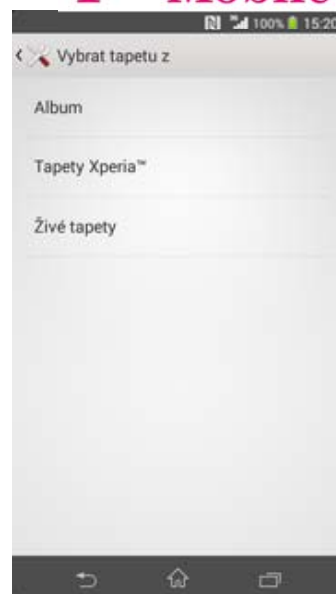 100% 15:20
Vybrat tapetu z
Album
Tapety Xperia™
Živé tapety